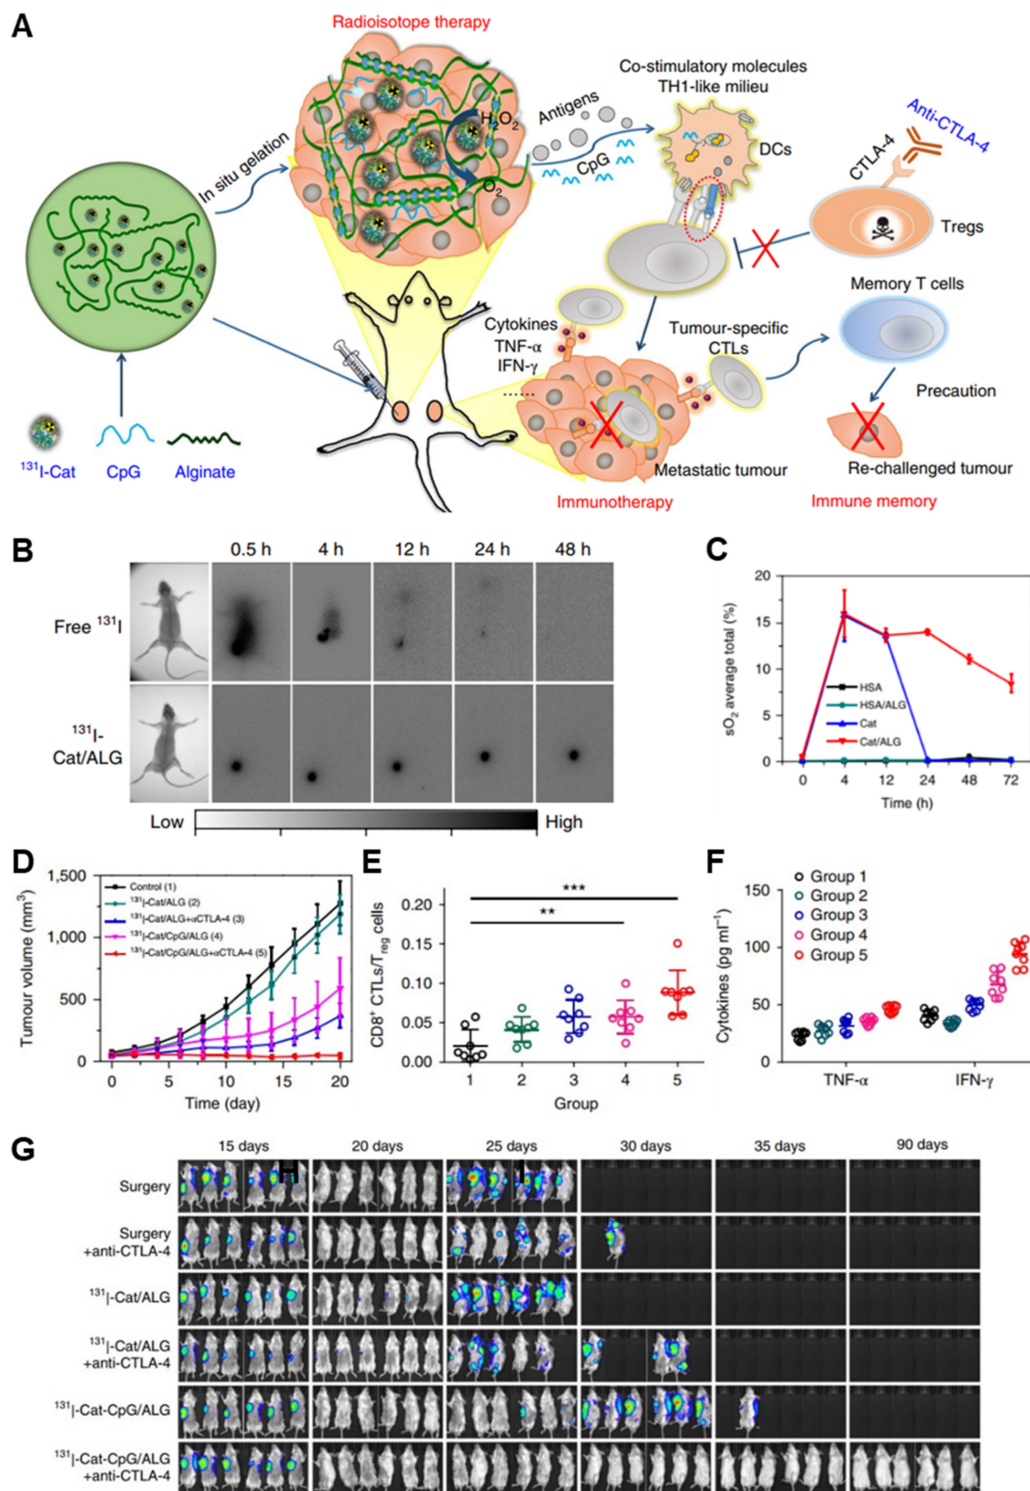 A
Radioisotope therapy
In situ gelation
H₂O₂
O₂
Antigens
CpG
Co-stimulatory molecules
TH1-like milieu
DCs
Anti-CTLA-4
CTLA-4
Tregs
Memory T cells
Cytokines
TNF-α
IFN-γ
Tumour-specific
CTLs
Precaution
¹³¹I-Cat
CpG
Alginate
Metastatic tumour
Re-challenged tumour
Immunotherapy
Immune memory
B
0.5 h
4 h
12 h
24 h
48 h
Free ¹³¹I
¹³¹I-
Cat/ALG
Low
High
C
sO₂ average total (%)
20
15
10
5
0
HSA
HSA/ALG
Cat
Cat/ALG
0
4
12
24
48
72
Time (h)
D
Tumour volume (mm³)
1,500
1,000
500
0
Control (1)
¹³¹|-Cat/ALG (2)
¹³¹|-Cat/ALG+αCTLA-4 (3)
¹³¹|-Cat/CpG/ALG (4)
¹³¹|-Cat/CpG/ALG+αCTLA-4 (5)
0
5
10
15
20
Time (day)
E
CD8⁺ CTLs/Treg cells
0.20
0.15
0.10
0.05
0.00
***
**
1
2
3
4
5
Group
F
Cytokines (pg ml⁻¹)
150
100
50
0
Group 1
Group 2
Group 3
Group 4
Group 5
TNF-α
IFN-γ
G
15 days
20 days
25 days
30 days
35 days
90 days
H
I
Surgery
Surgery
+anti-CTLA-4
¹³¹|-Cat/ALG
¹³¹|-Cat/ALG
+anti-CTLA-4
¹³¹|-Cat-CpG/ALG
¹³¹|-Cat-CpG/ALG
+anti-CTLA-4